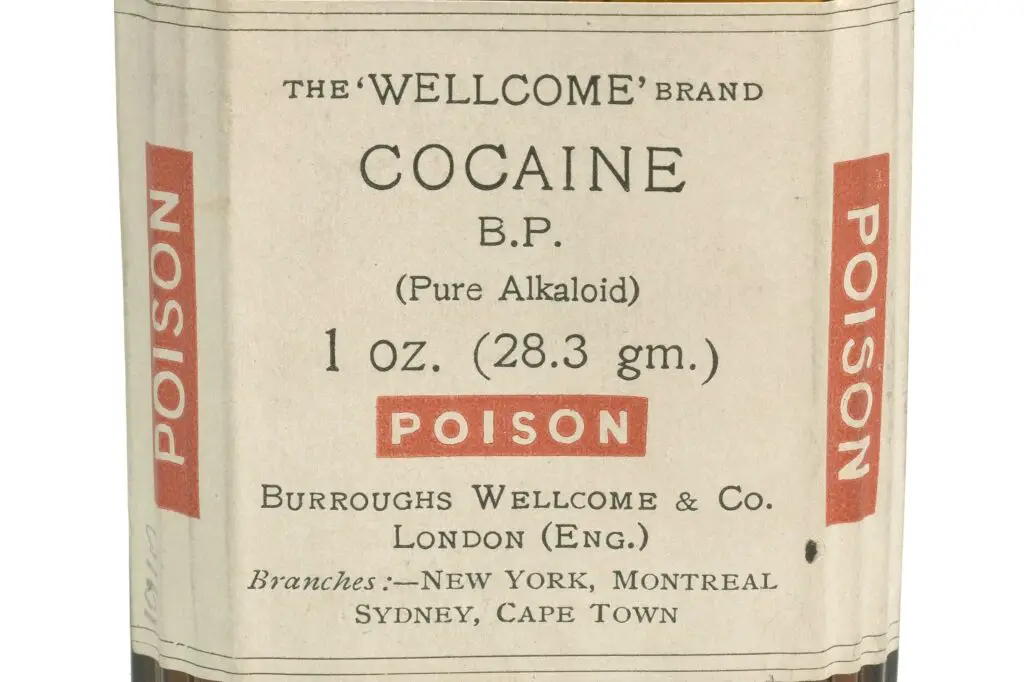 THE 'WELLCOME' BRAND
COCAINE
B.P.
(Pure Alkaloid)
1 oz. (28.3 gm.)
POISON
POISON
POISON
BURROUGHS WELLCOME & Co.
LONDON (ENG.)
Branches:—NEW YORK, MONTREAL
SYDNEY, CAPE TOWN